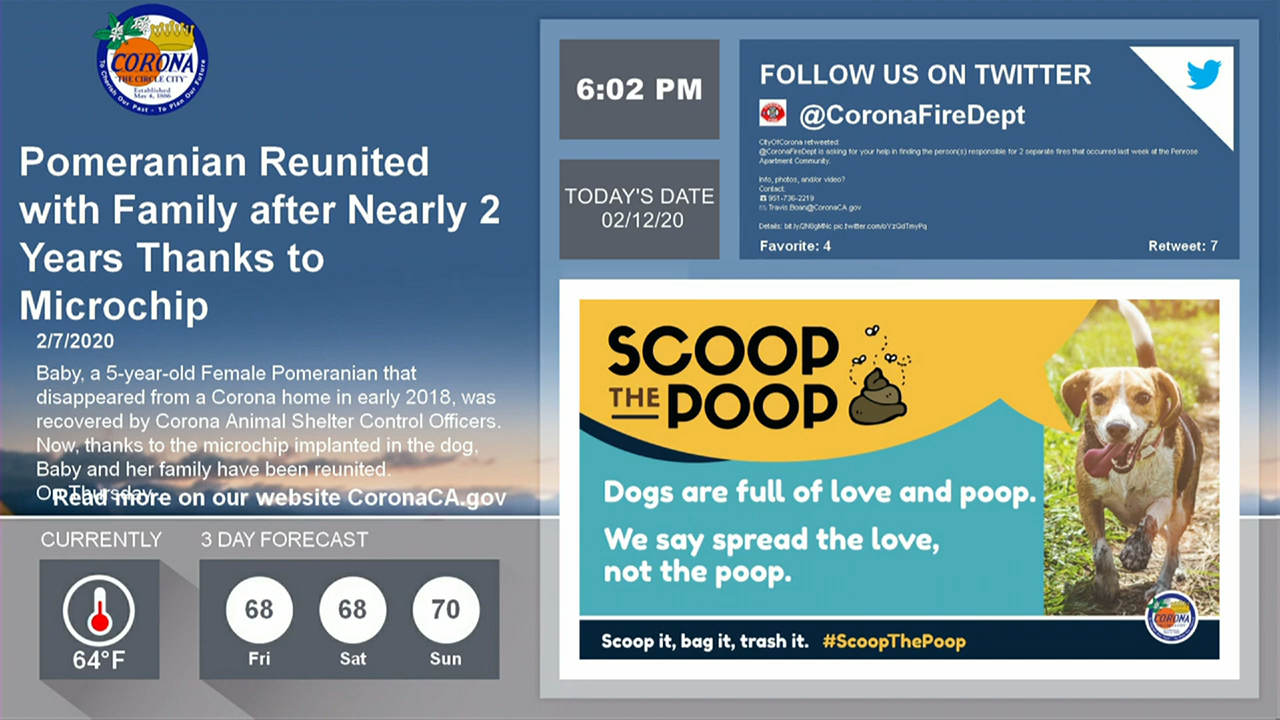 CORONA
"THE CIRCLE CITY"
Established
May 4, 1886
To Cherish Our Past - To Plan Our Future
Pomeranian Reunited
with Family after Nearly 2
Years Thanks to
Microchip
2/7/2020
Baby, a 5-year-old Female Pomeranian that
disappeared from a Corona home in early 2018, was
recovered by Corona Animal Shelter Control Officers.
Now, thanks to the microchip implanted in the dog,
Baby and her family have been reunited.
On Thursday,
Read more on our website CoronaCA.gov
CURRENTLY
64°F
3 DAY FORECAST
68 68 70
Fri Sat Sun
6:02 PM
TODAY'S DATE
02/12/20
FOLLOW US ON TWITTER
@CoronaFireDept
CityOfCorona retweeted:
@CoronaFireDept is asking for your help in finding the person(s) responsible for 2 separate fires that occurred last week at the Penrose
Apartment Community.
Info, photos, and/or video?
Contact:
951-736-2219
Travis.Boan@CoronaCA.gov
Details:
Favorite: 4
Retweet: 7
SCOOP
THE POOP
Dogs are full of love and poop.
We say spread the love,
not the poop.
Scoop it, bag it, trash it. #ScoopThePoop
CORONA